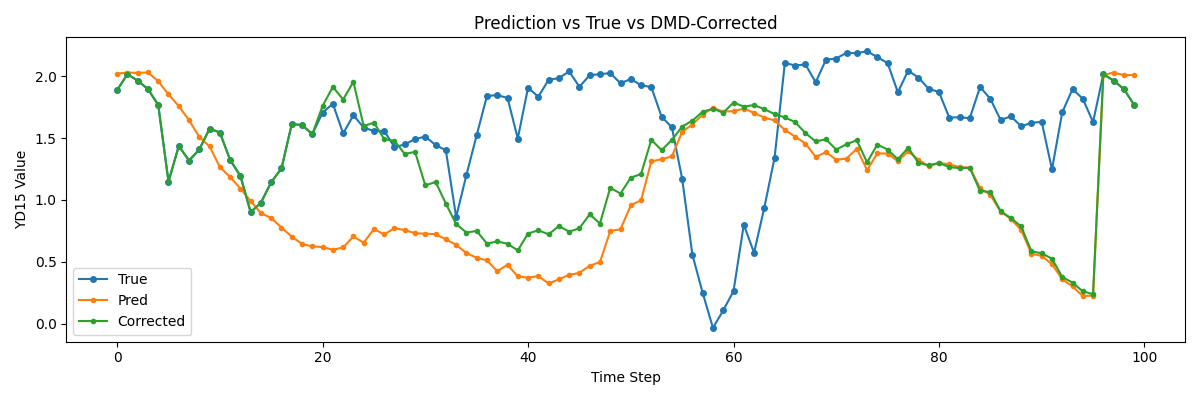 Prediction vs True vs DMD-Corrected
YD15 Value
2.0
1.5
1.0
0.5
0.0
True
Pred
Corrected
0
20
40
60
80
100
Time Step